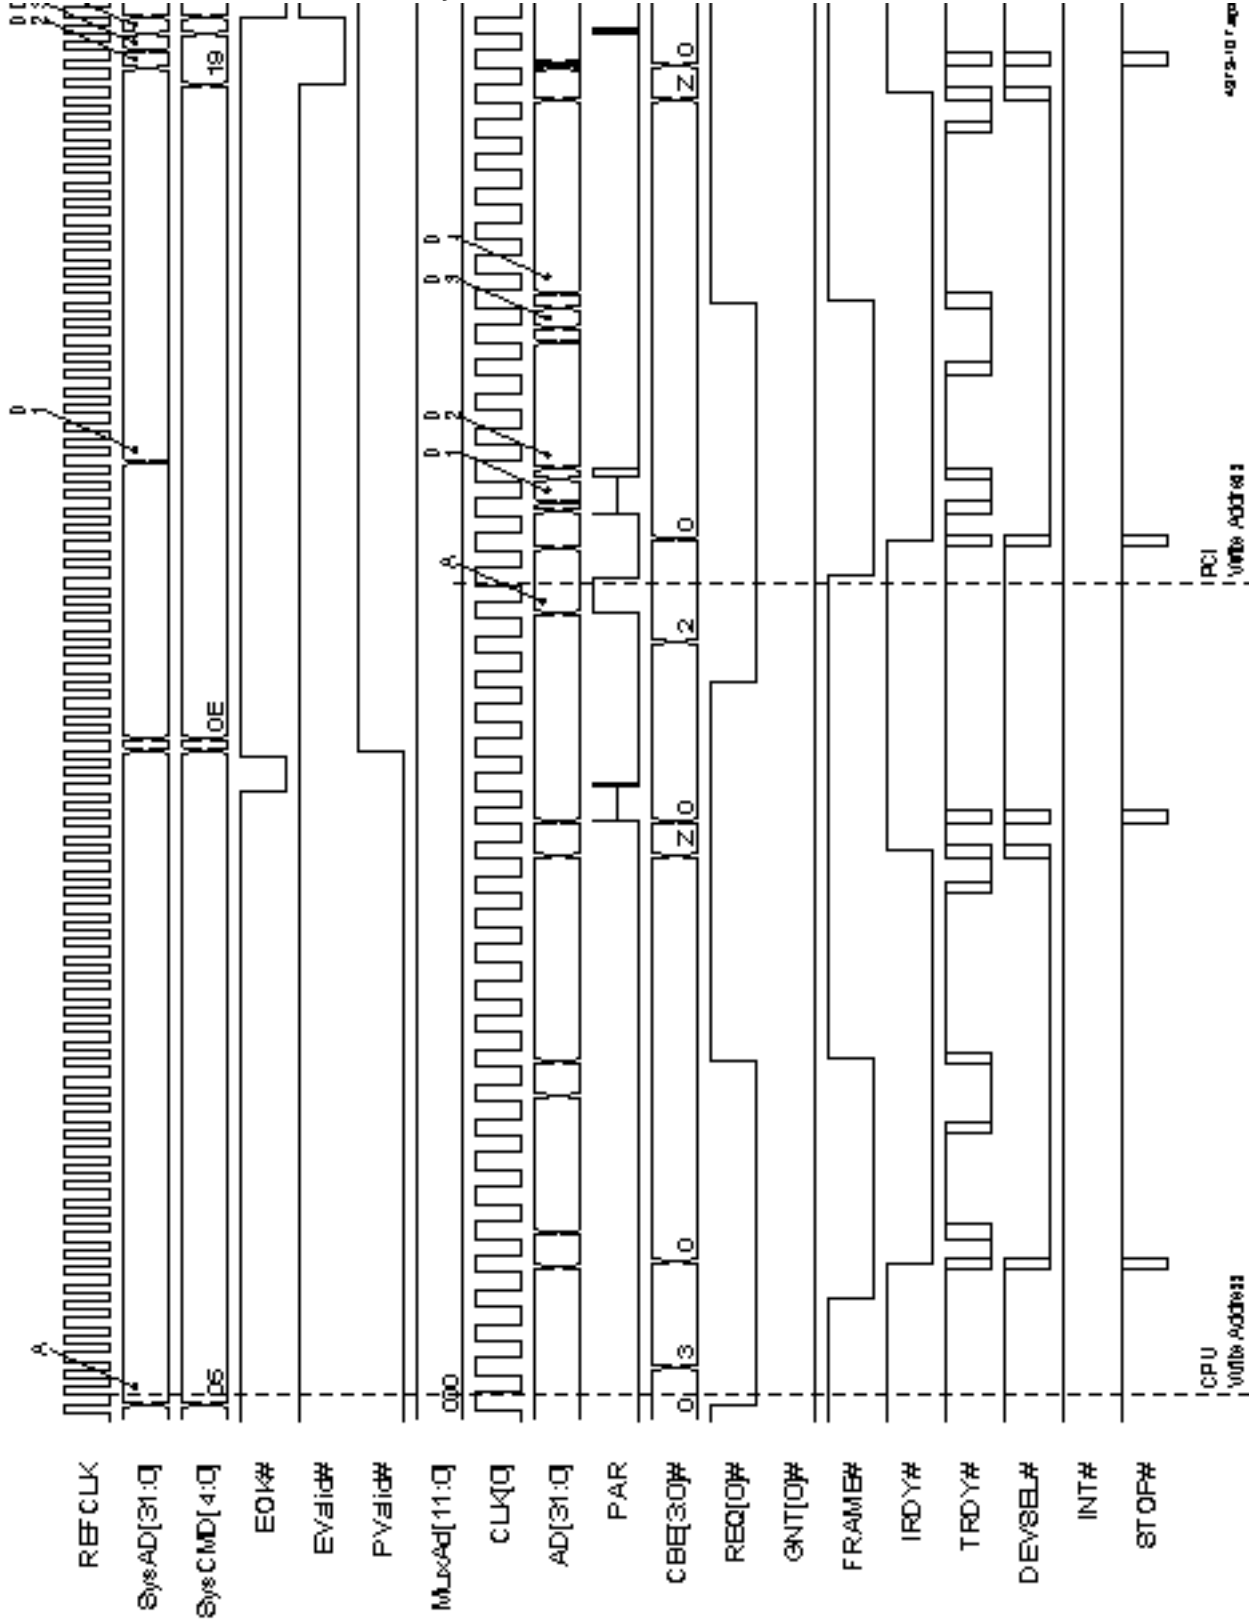 REFCLK
SysAD[31:0]
A
D
1
SysCMD[4:0]
05
0E
19
EOK#
EValid#
PValid#
MuxAd[11:0]
000
CLK[0]
AD[31:0]
A
D
1
D
2
D
3
D
1
PAR
CBE[3:0]#
0
3
0
Z
0
2
0
Z
0
REQ[0]#
GNT[0]#
FRAME#
IRDY#
TRDY#
DEVSEL#
INT#
STOP#
CPU
Write Address
PCI
Write Address